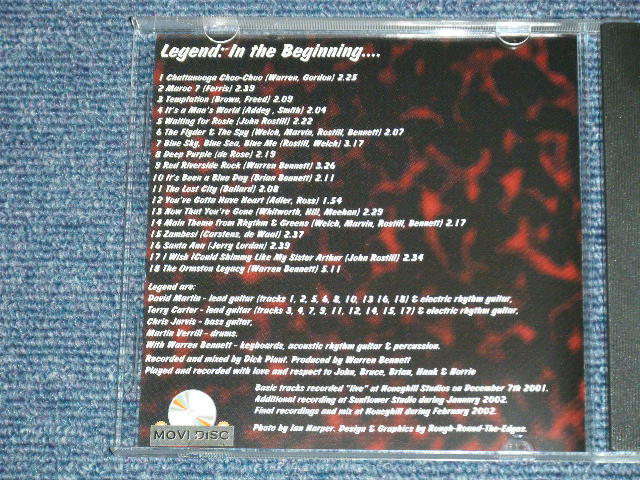 Legend: In the Beginning....
1 Chattanooga Choo-Choo (Warren, Gordon) 2.25
2 Maroc 7 (Ferris) 2.39
3 Temptation (Brown, Freed) 2.09
4 It's a Man's World (Addey , Smith) 2.04
5 Waiting for Rosie (John Rostill) 2.22
6 The Flyder & The Spy (Welch, Marvin, Rostill, Bennett) 2.07
7 Blue Sky, Blue Sea, Blue Me (Rostill, Welch) 3.17
8 Deep Purple (de Rose) 2.19
9 Red Riverside Rock (Warren Bennett) 3.26
10 It's Been a Blue Day (Brian Bennett) 2.11
11 The Lost City (Ballard) 2.08
12 You've Gotta Have Heart (Adler, Ross) 1.54
13 Now That You're Gone (Whitworth, Hill, Meehan) 2.29
14 Main Theme from Rhythm & Greens (Welch, Marvin, Rostill, Bennett) 2.17
15 Zambesi (Carstens, de Waal) 2.37
16 Santa Ana (Jerry Lordan) 2.39
17 I Wish ICould Shimmy Like My Sister Arthur (John Rostill) 2.34
18 The Ormston Legacy (Warren Bennett) 5.11
Legend are:
David Martin - lead guitar (tracks 1, 2, 5, 6, 8, 10, 13 16, 18) & electric rhythm guitar,
Terry Carter - lead guitar (tracks 3, 4, 7, 9, 11, 12, 14, 15, 17) & electric rhythm guitar,
Chris Jarvis - bass guitar,
Martin Verrill - drums.
With Warren Bennett - keyboards, acoustic rhythm guitar & percussion.
Recorded and mixed by Dick Plant. Produced by Warren Bennett
Played and recorded with love and respect to John, Bruce, Brian, Hank & Norrie
Basic tracks recorded "live" at Honeyhill Studios on December 7th 2001.
Additional recording at Sunflower Studio during January 2002.
Final recordings and mix at Honeyhill during February 2002.
Photo by Ian Harper. Design & Graphics by Rough-Round-The-Edges.
MOVI DISC